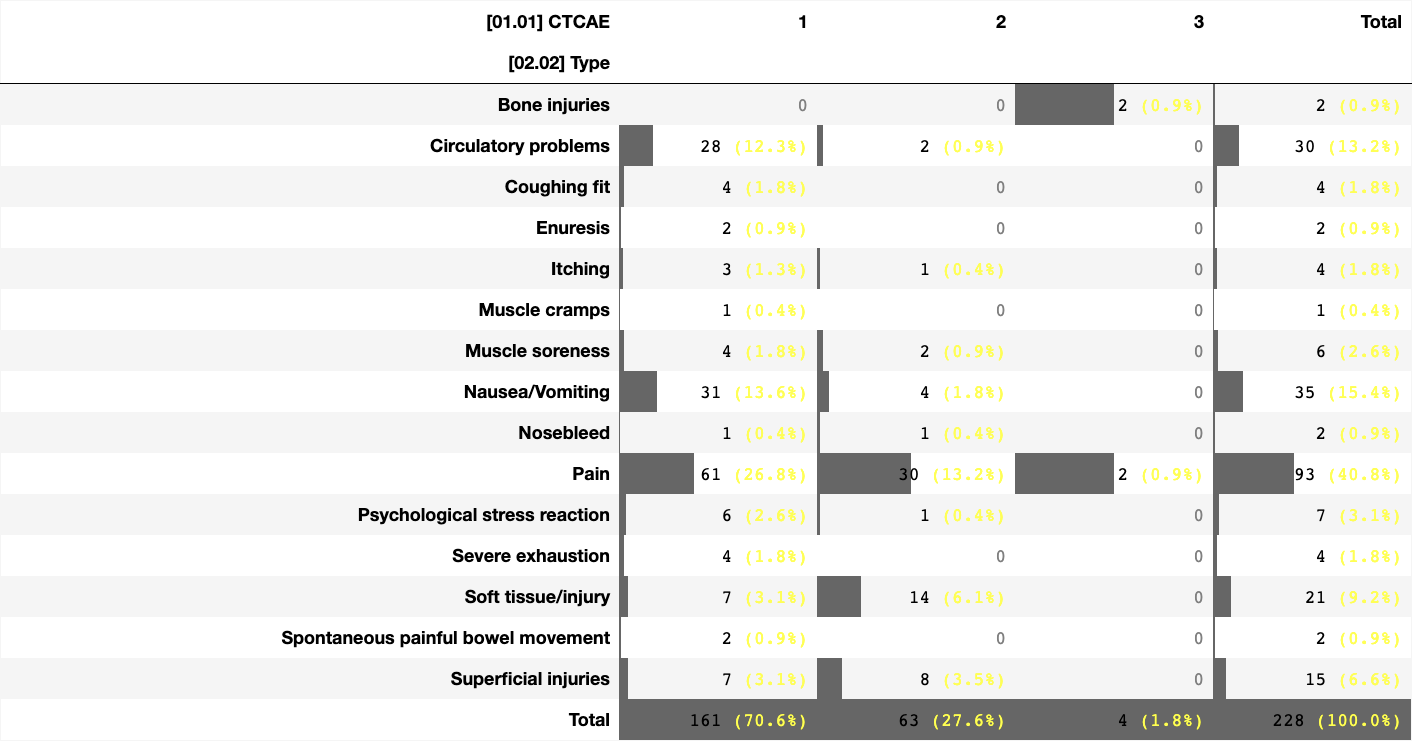 [01.01] CTCAE 1 2 3 Total
[02.02] Type
Bone injuries 0 0 2 (0.9%) 2 (0.9%)
Circulatory problems 28 (12.3%) 2 (0.9%) 0 30 (13.2%)
Coughing fit 4 (1.8%) 0 0 4 (1.8%)
Enuresis 2 (0.9%) 0 0 2 (0.9%)
Itching 3 (1.3%) 1 (0.4%) 0 4 (1.8%)
Muscle cramps 1 (0.4%) 0 0 1 (0.4%)
Muscle soreness 4 (1.8%) 2 (0.9%) 0 6 (2.6%)
Nausea/Vomiting 31 (13.6%) 4 (1.8%) 0 35 (15.4%)
Nosebleed 1 (0.4%) 1 (0.4%) 0 2 (0.9%)
Pain 61 (26.8%) 30 (13.2%) 2 (0.9%) 93 (40.8%)
Psychological stress reaction 6 (2.6%) 1 (0.4%) 0 7 (3.1%)
Severe exhaustion 4 (1.8%) 0 0 4 (1.8%)
Soft tissue/injury 7 (3.1%) 14 (6.1%) 0 21 (9.2%)
Spontaneous painful bowel movement 2 (0.9%) 0 0 2 (0.9%)
Superficial injuries 7 (3.1%) 8 (3.5%) 0 15 (6.6%)
Total 161 (70.6%) 63 (27.6%) 4 (1.8%) 228 (100.0%)